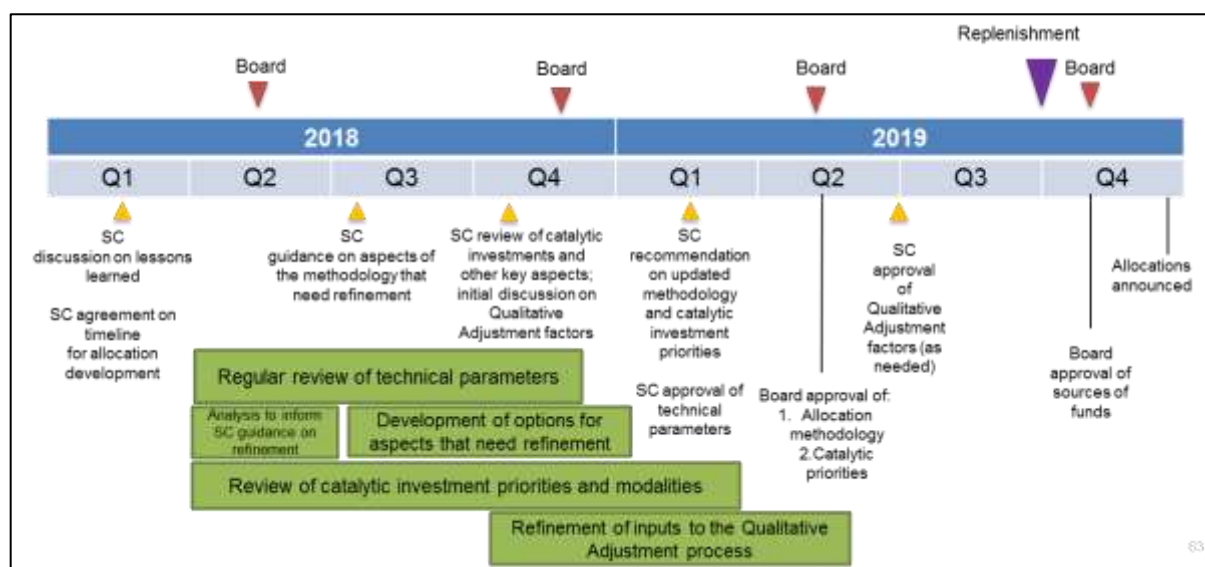 Replenishment
Board
Board
Board
Board
2018
2019
Q1
Q2
Q3
Q4
Q1
Q2
Q3
Q4
SC
discussion on lessons
learned
SC agreement on
timeline
for allocation
development
SC
guidance on aspects
of the methodology that
need refinement
SC review of catalytic
investments and
other key aspects;
initial discussion on
Qualitative
Adjustment factors
SC
recommendation
on updated
methodology
and catalytic
investment
priorities
SC approval of
technical
parameters
Board approval of:
1. Allocation
methodology
2.Catalytic
priorities
SC
approval
of
Qualitative
Adjustment
factors (as
needed)
Board
approval of
sources of
funds
Allocations
announced
Regular review of technical parameters
Analysis to inform
SC guidance on
refinement
Development of options for
aspects that need refinement
Review of catalytic investment priorities and modalities
Refinement of inputs to the Qualitative
Adjustment process
63